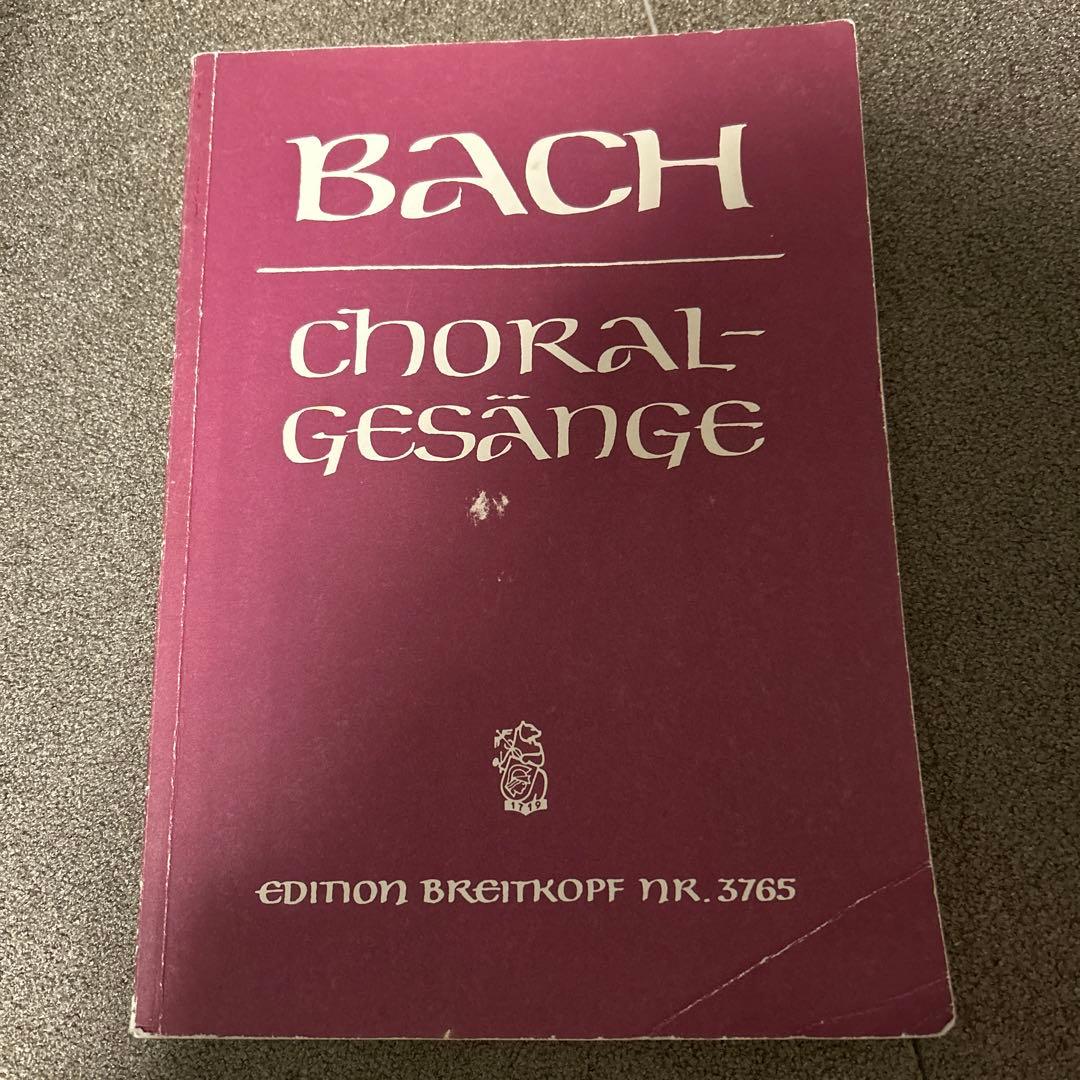 BACH
CHORAL-
GESÄNGE
1719
EDITION BREITKOPF NR. 3765